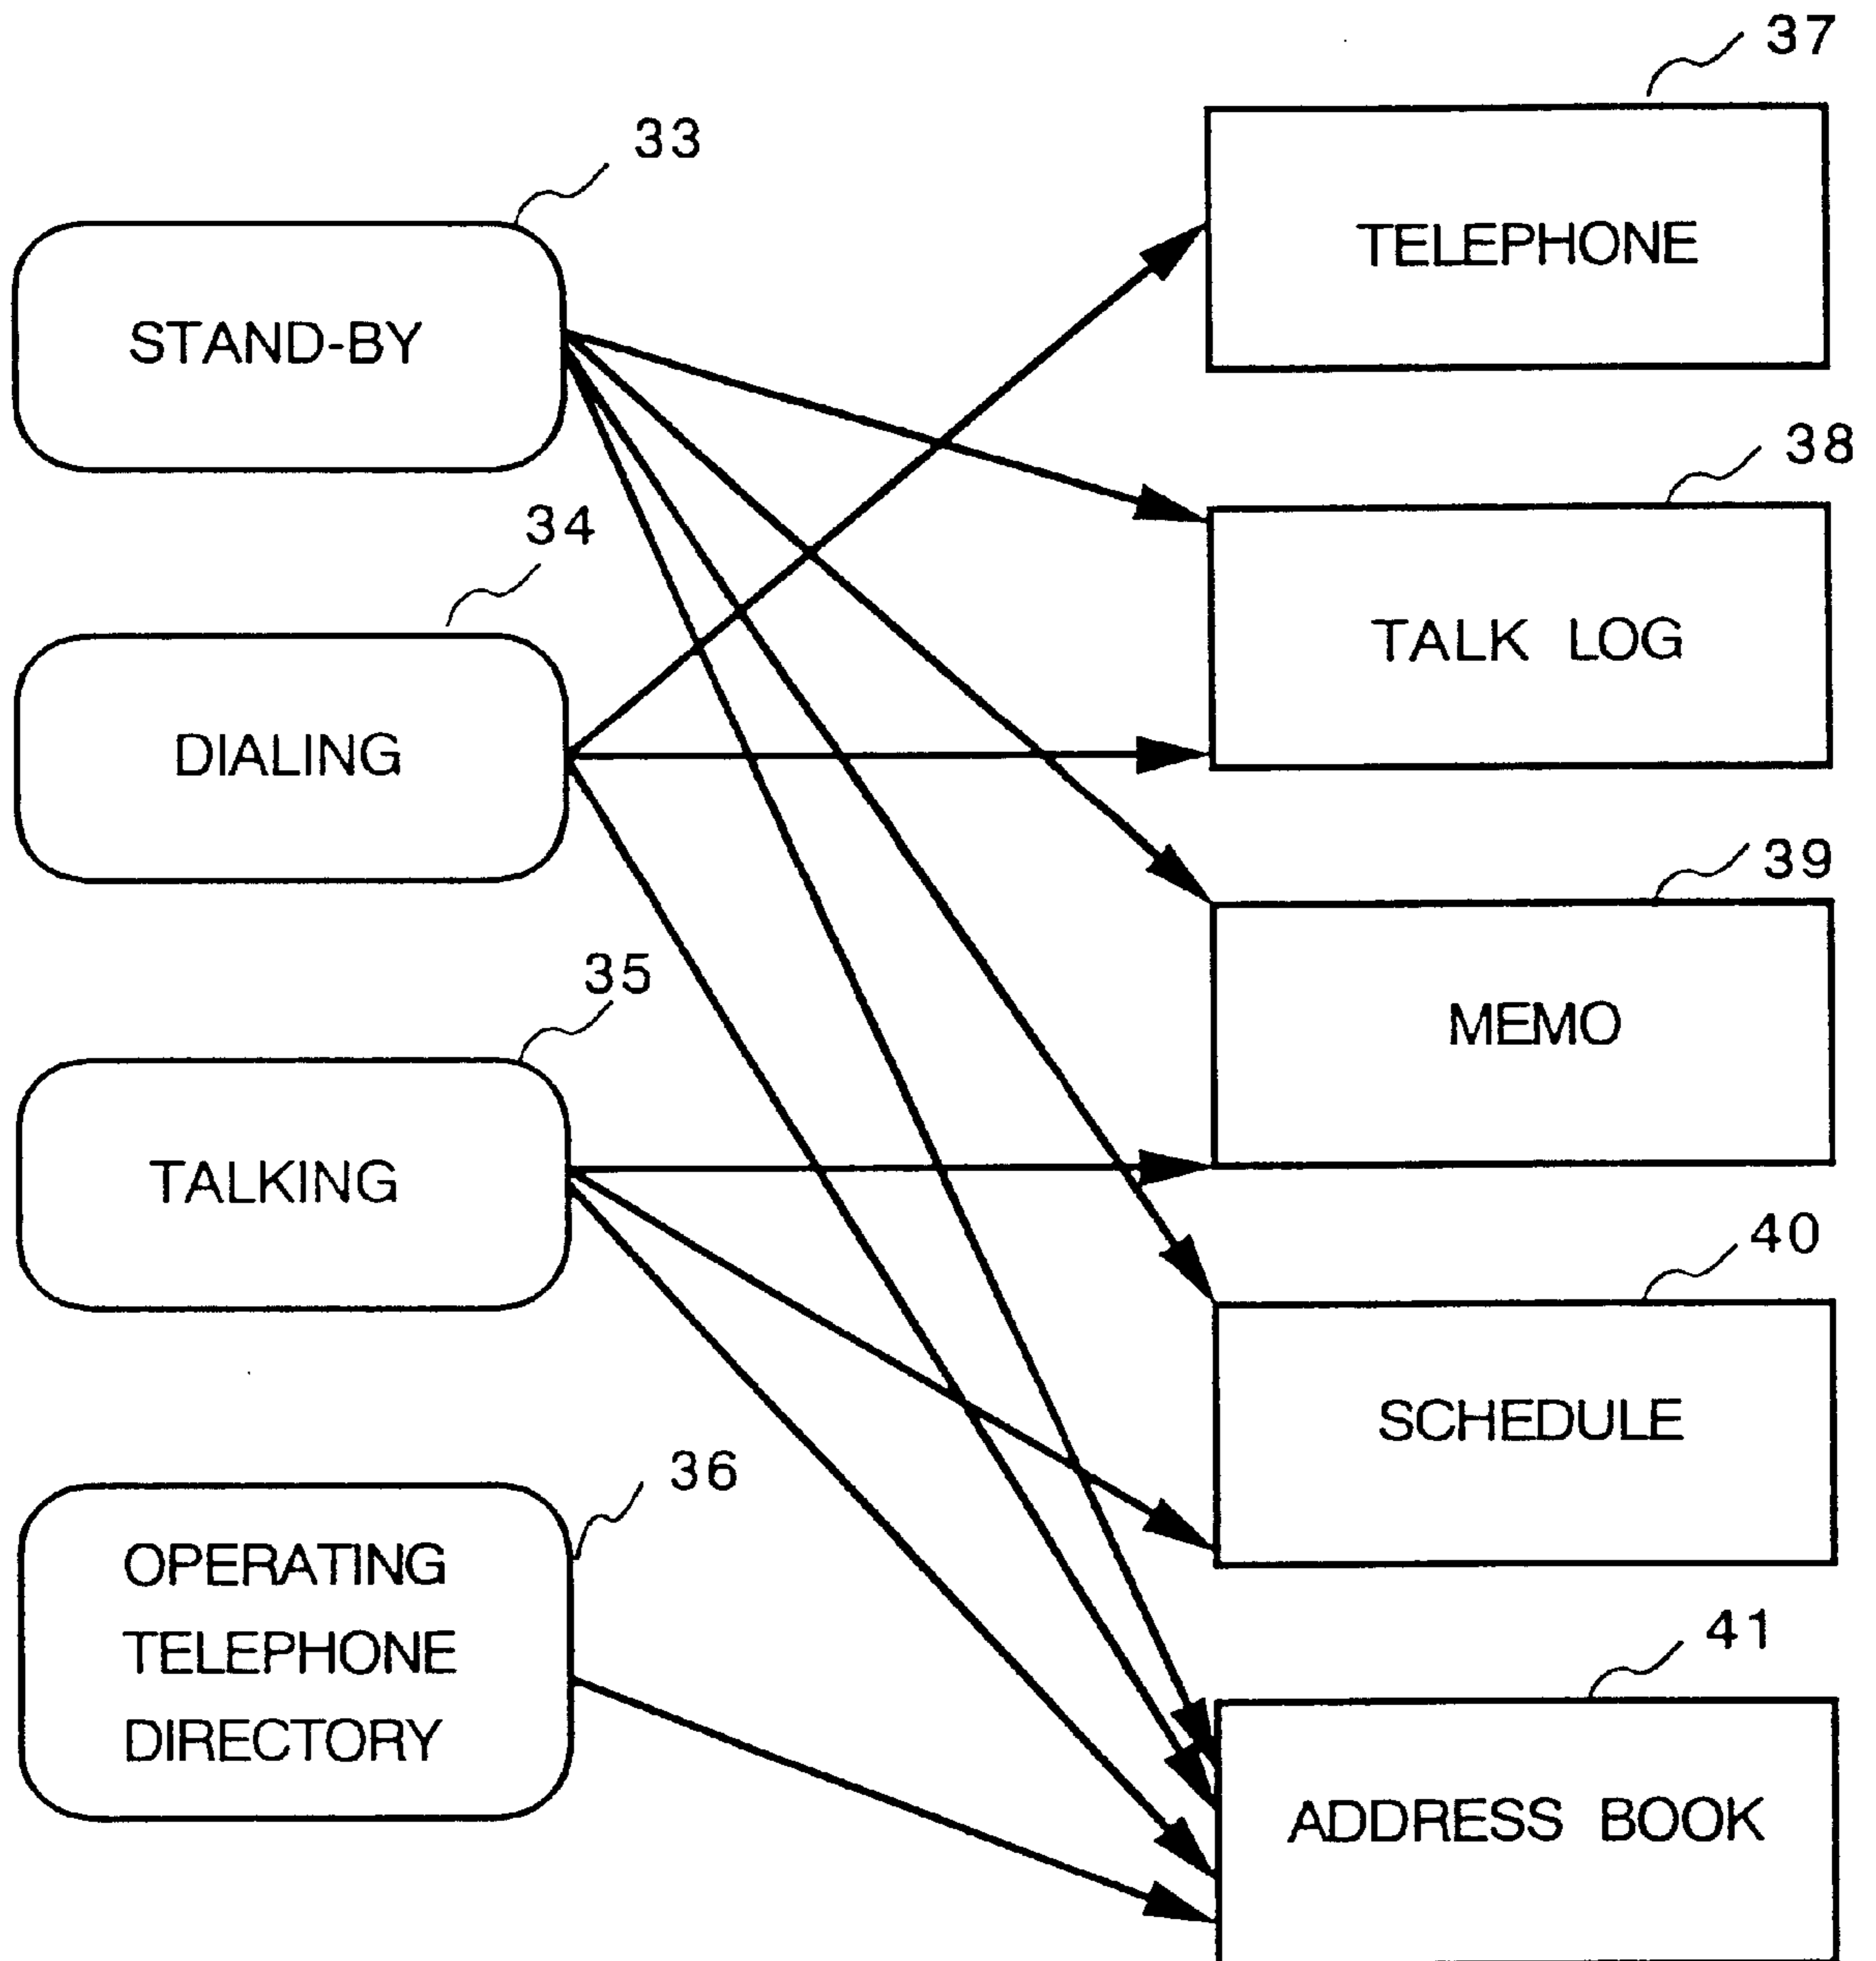 33
STAND-BY
34
DIALING
35
TALKING
36
OPERATING
TELEPHONE
DIRECTORY
37
TELEPHONE
38
TALK LOG
39
MEMO
40
SCHEDULE
41
ADDRESS BOOK